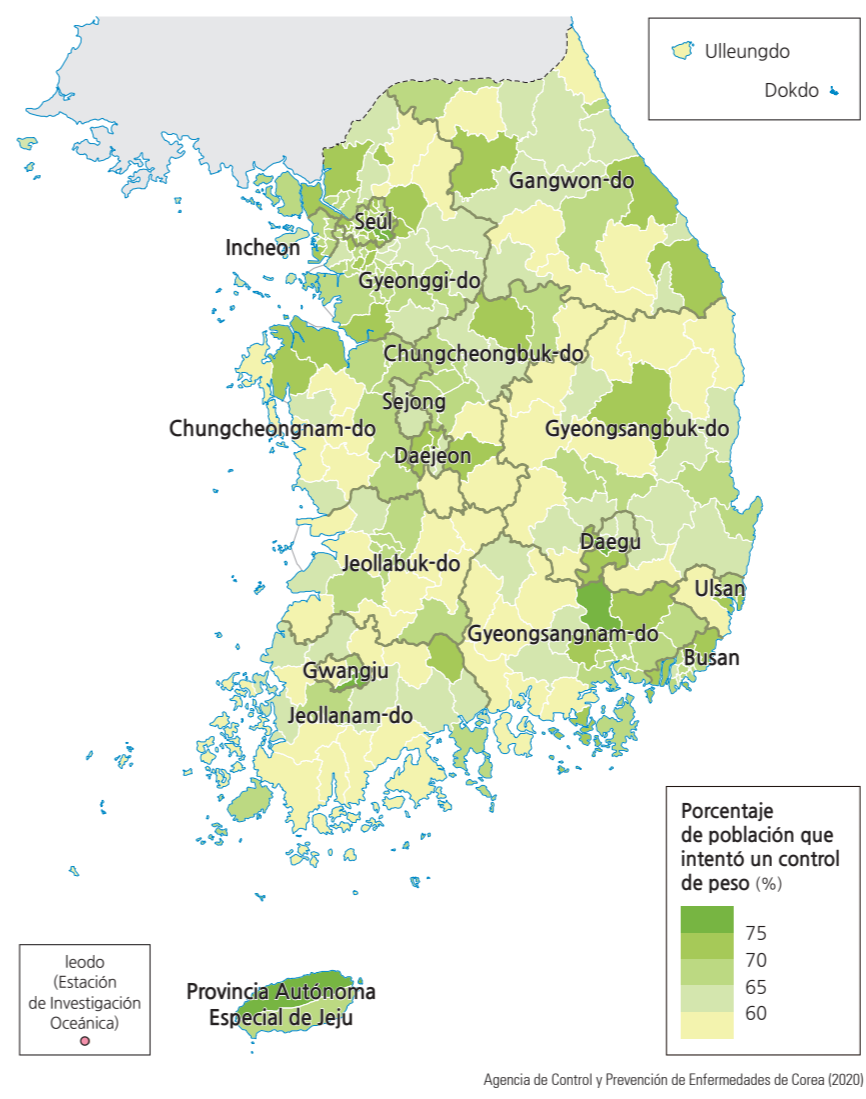 Ulleungdo
Dokdo
Gangwon-do
Seúl
Incheon
Gyeonggi-do
Chungcheongbuk-do
Sejong
Chungcheongnam-do
Gyeongsangbuk-do
Daejeon
Daegu
Jeollabuk-do
Ulsan
Gyeongsangnam-do
Busan
Gwangju
Jeollanam-do
Porcentaje
de población que
intentó un control
de peso (%)
75
70
65
60
Ieodo
(Estación
de Investigación
Oceánica)
Provincia Autónoma
Especial de Jeju
Agencia de Control y Prevención de Enfermedades de Corea (2020)